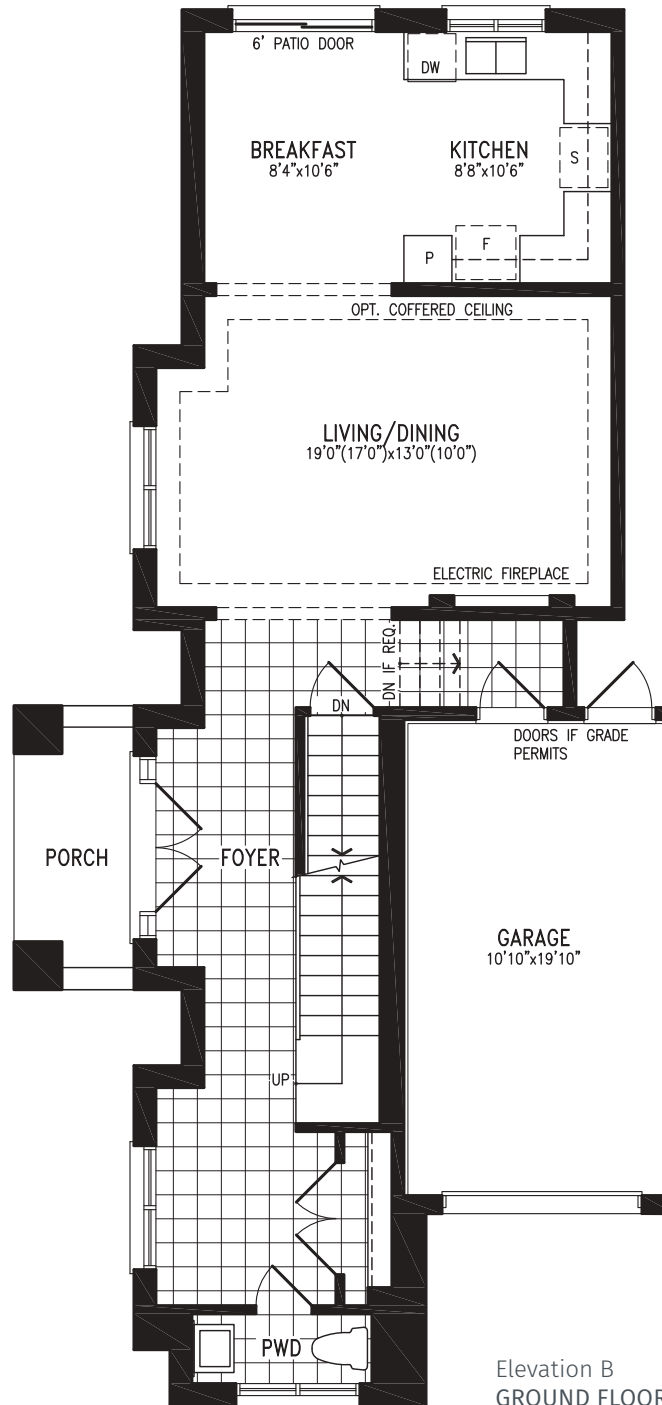 6' PATIO DOOR
DW
BREAKFAST
8'4"x10'6"
KITCHEN
8'8"x10'6"
S
P
F
OPT. COFFERED CEILING
LIVING/DINING
19'0"(17'0")x13'0"(10'0")
ELECTRIC FIREPLACE
DN IF REQ.
DN
DOORS IF GRADE
PERMITS
PORCH
FOYER
GARAGE
10'10"x19'10"
UP
PWD
Elevation B
GROUND FLOOR